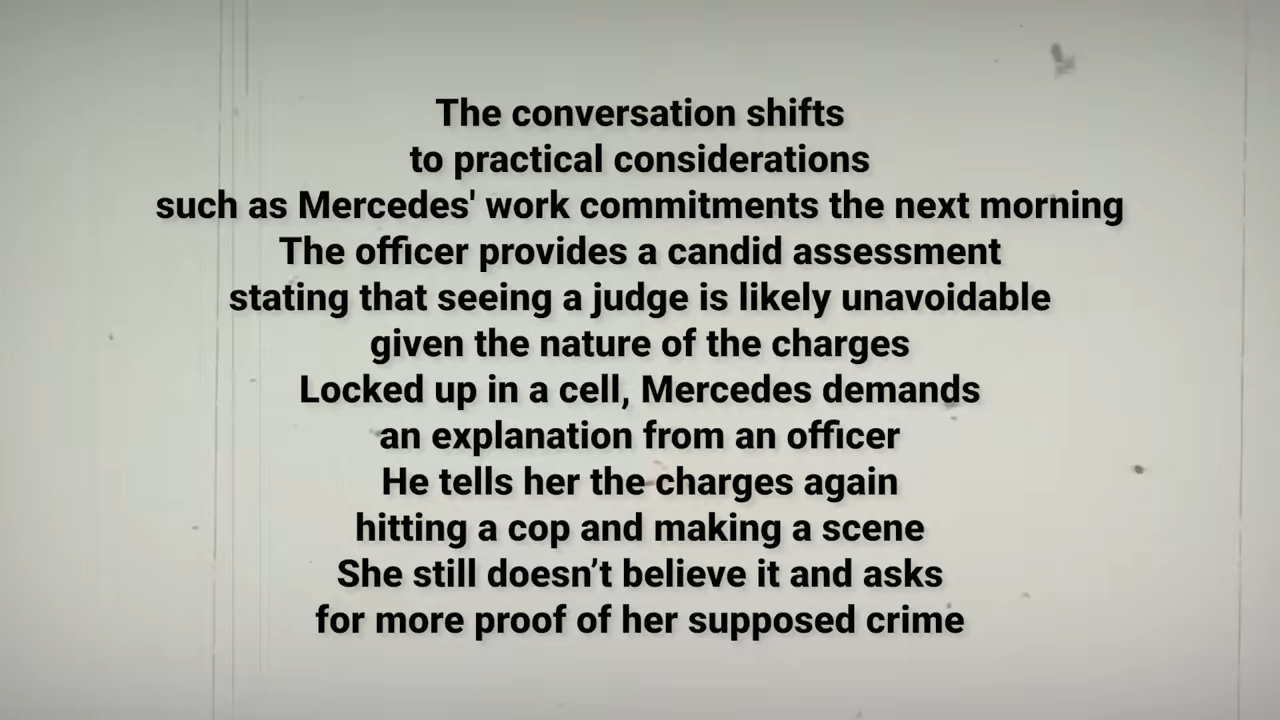 The conversation shifts
to practical considerations
such as Mercedes' work commitments the next morning
The officer provides a candid assessment
stating that seeing a judge is likely unavoidable
given the nature of the charges
Locked up in a cell, Mercedes demands
an explanation from an officer
He tells her the charges again
hitting a cop and making a scene
She still doesn’t believe it and asks
for more proof of her supposed crime